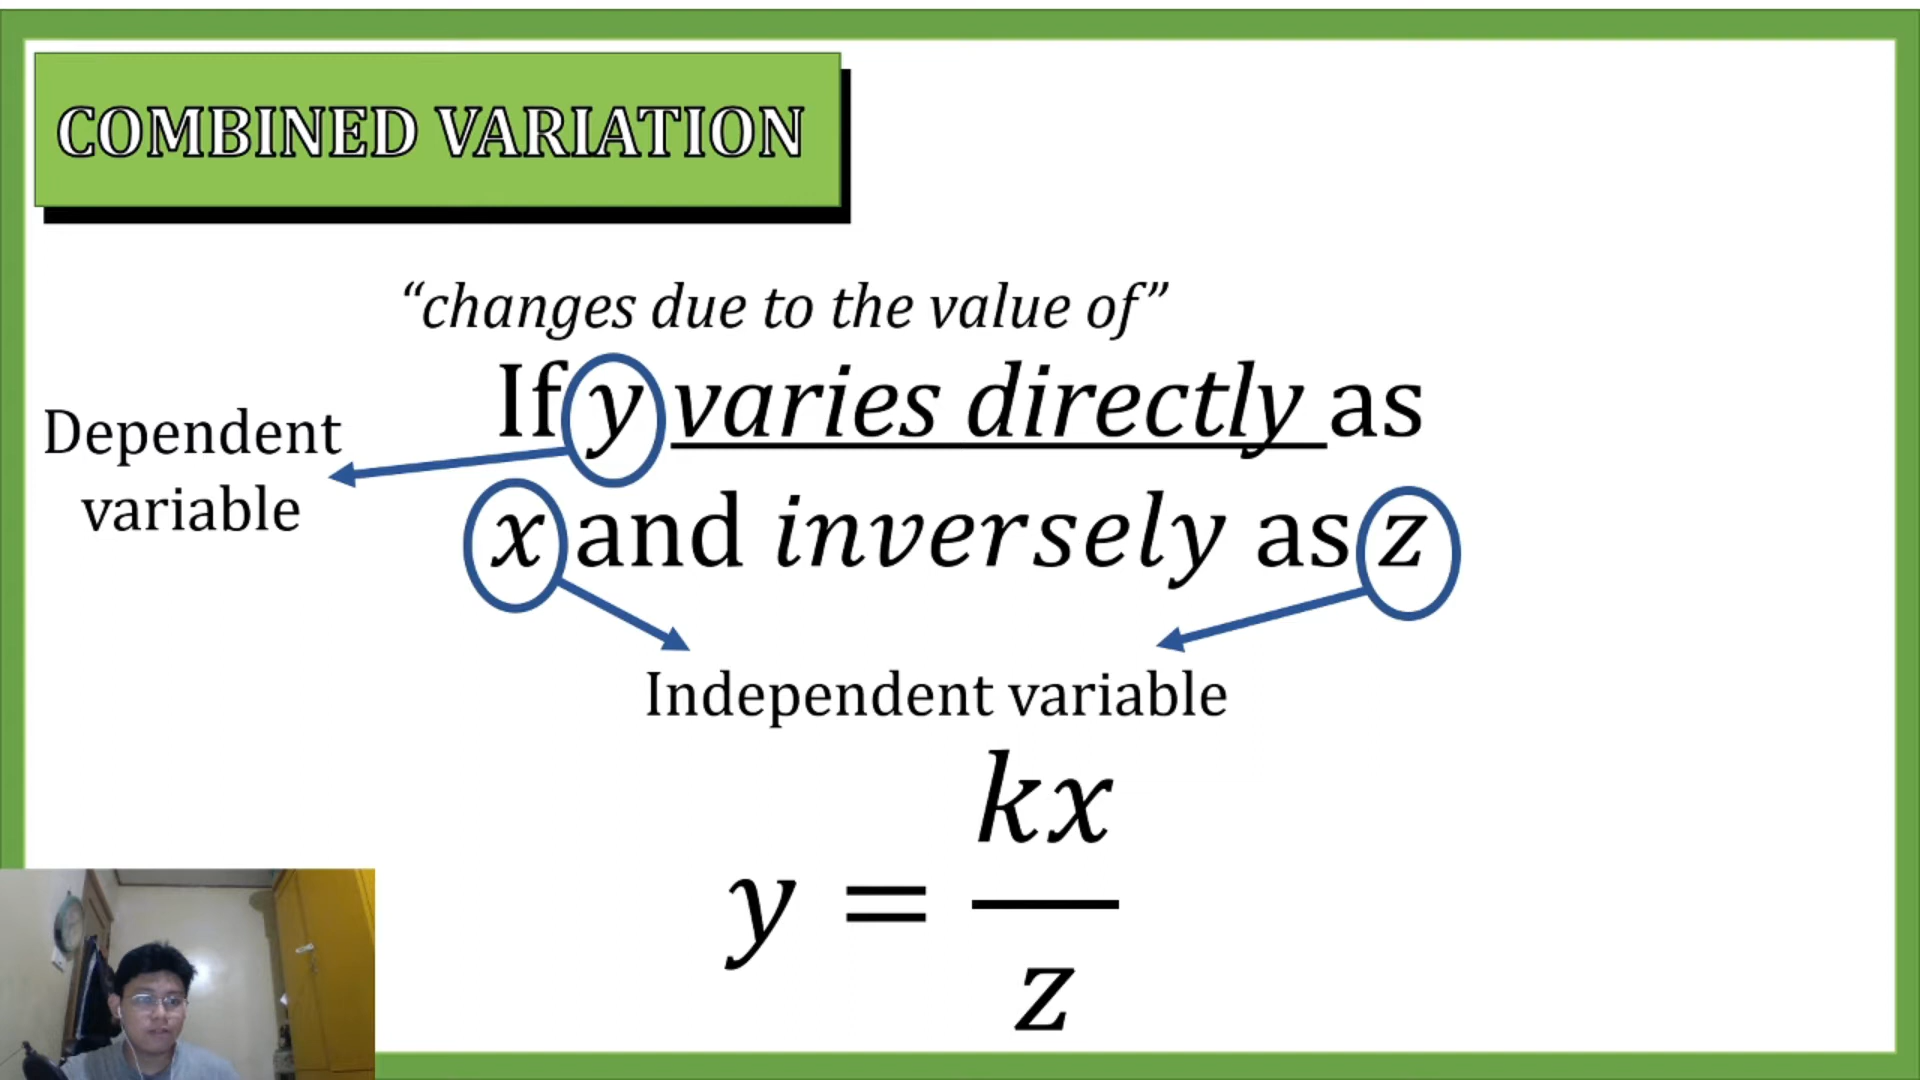 COMBINED VARIATION
“changes due to the value of”
If y varies directly as
Dependent
variable
x and inversely as z
Independent variable
y = kx/z